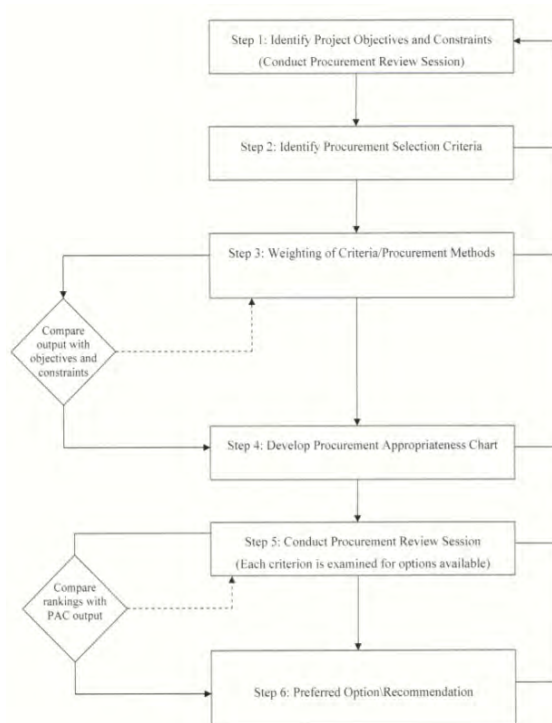 Step 1: Identify Project Objectives and Constraints
(Conduct Procurement Review Session)
Step 2: Identify Procurement Selection Criteria
Step 3: Weighting of Criteria/Procurement Methods
Compare
output with
objectives and
constraints
Step 4: Develop Procurement Appropriateness Chart
Step 5: Conduct Procurement Review Session
(Each criterion is examined for options available)
Compare
rankings with
PAC output
Step 6: Preferred Option\Recommendation